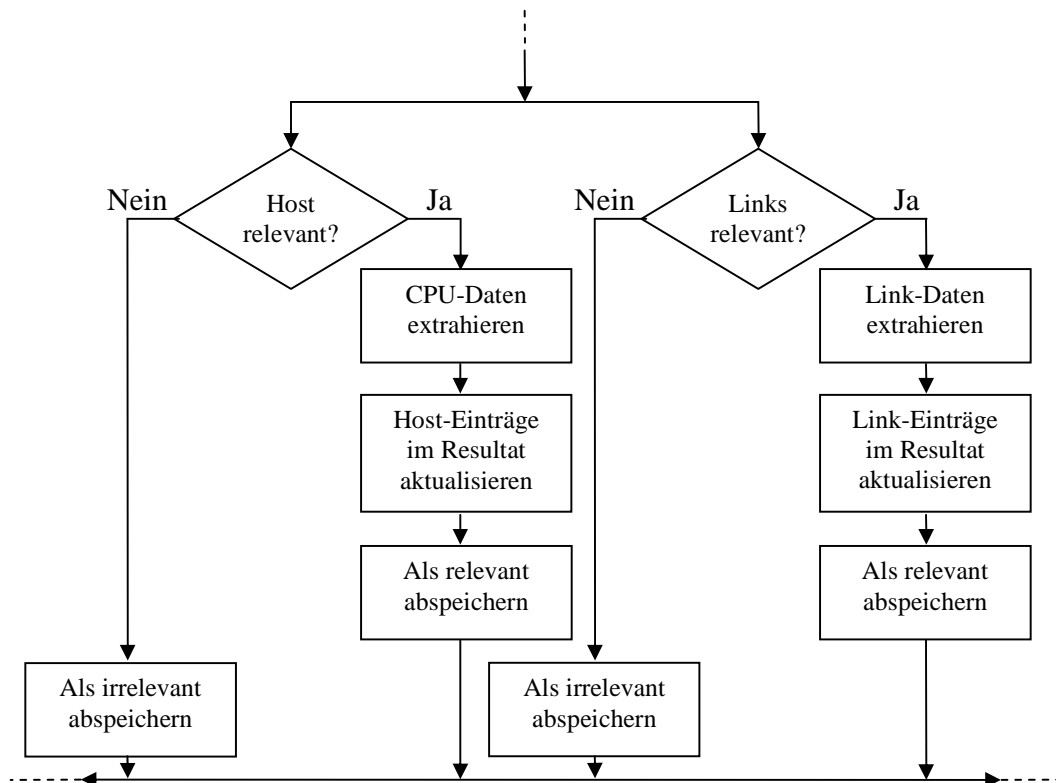 Nein
Host
relevant?
Ja
Nein
Links
relevant?
Ja
CPU-Daten
extrahieren
Link-Daten
extrahieren
Host-Einträge
im Resultat
aktualisieren
Link-Einträge
im Resultat
aktualisieren
Als relevant
abspeichern
Als relevant
abspeichern
Als irrelevant
abspeichern
Als irrelevant
abspeichern